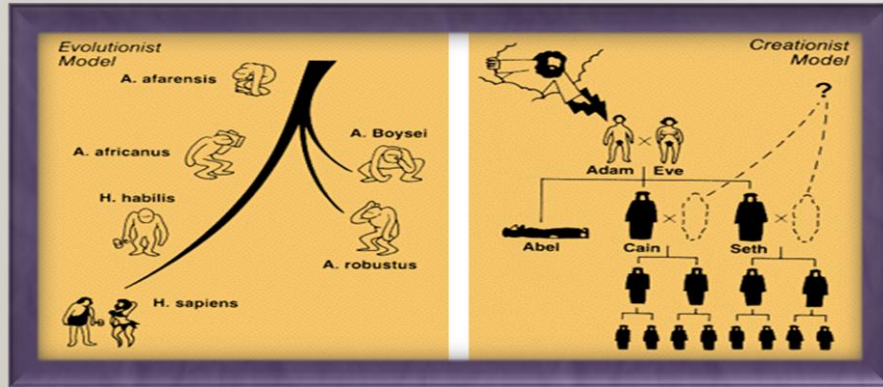 Evolutionist
Model
A. afarensis
A. africanus
A. Boysei
H. habilis
A. robustus
H. sapiens
Creationist
Model
?
Adam
Eve
Abel
Cain
Seth